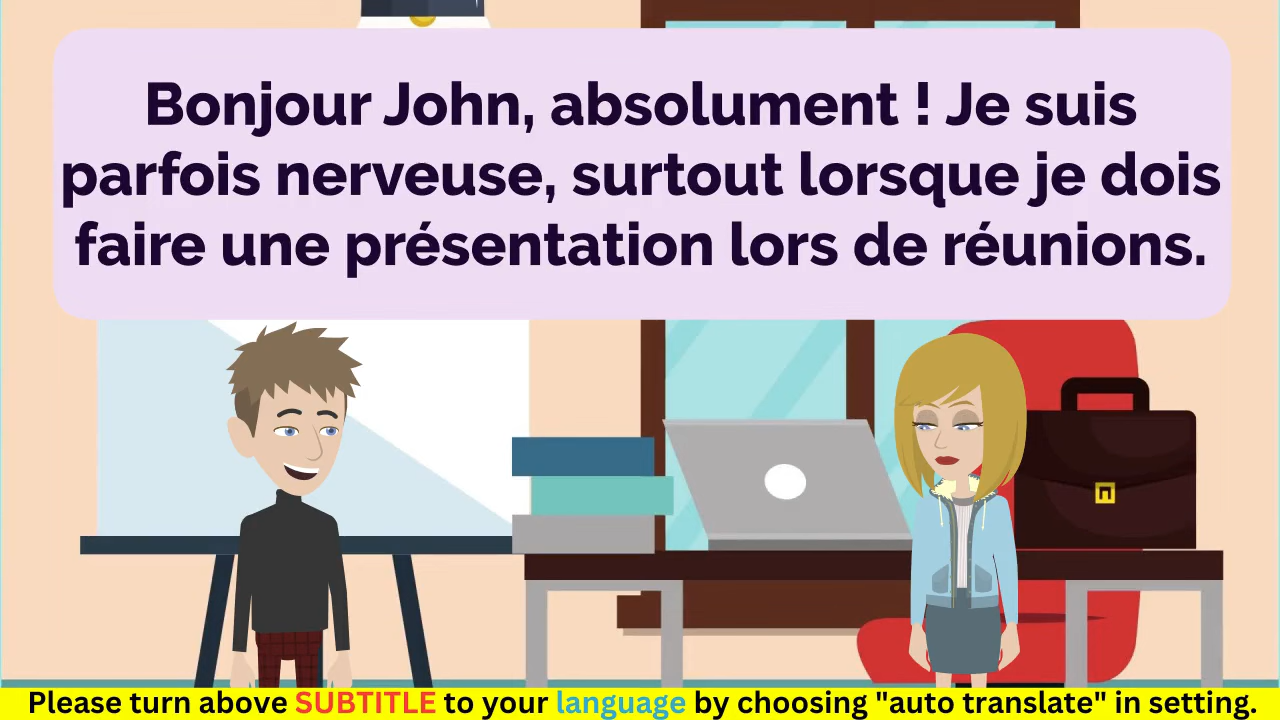 Bonjour John, absolument ! Je suis
parfois nerveuse, surtout lorsque je dois
faire une présentation lors de réunions.
Please turn above SUBTITLE to your language by choosing "auto translate" in setting.